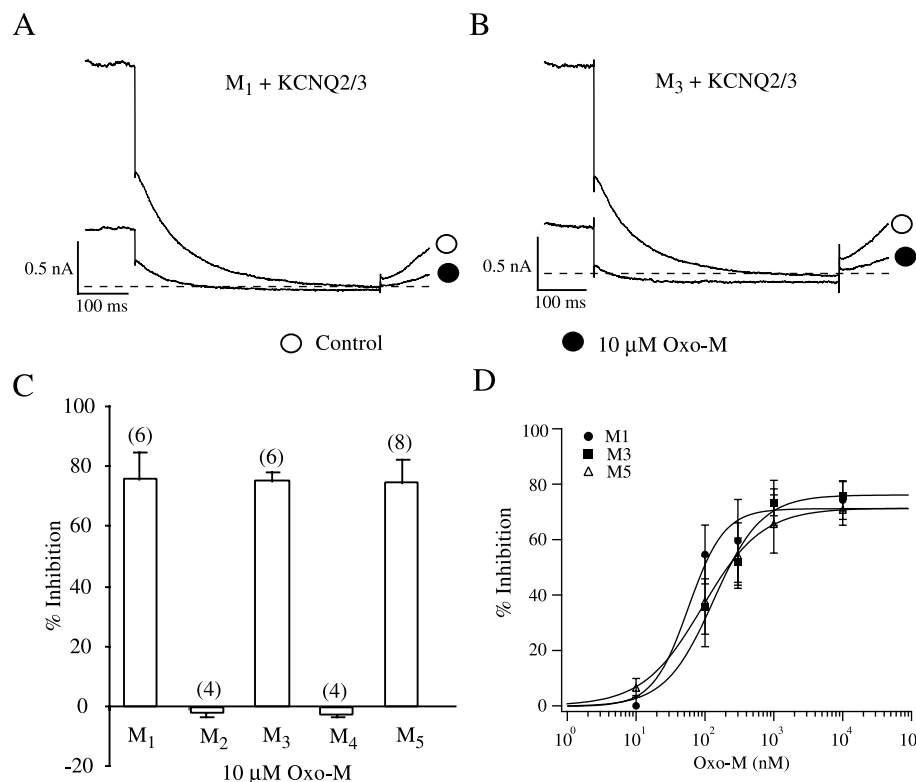 A
B
M1 + KCNQ2/3
M3 + KCNQ2/3
0.5 nA
100 ms
0.5 nA
100 ms
Control
10 μM Oxo-M
C
D
100
80
60
40
20
0
-20
% Inhibition
(6)
(4)
(6)
(4)
(8)
M1
M2
M3
M4
M5
10 μM Oxo-M
100
80
60
40
20
0
% Inhibition
M1
M3
M5
10^0
10^1
10^2
10^3
10^4
10
Oxo-M (nM)